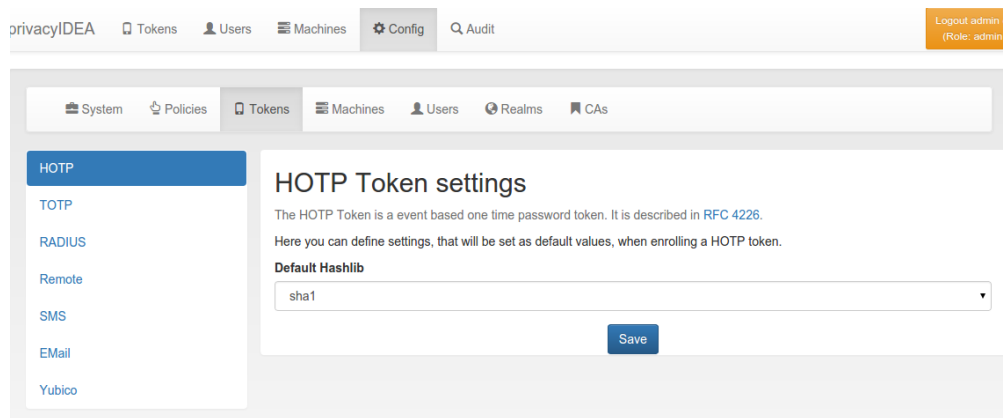 privacyIDEA Tokens Users Machines Config Audit
Logout admin
(Role: admin
System Policies Tokens Machines Users Realms CAs
HOTP
TOTP
RADIUS
Remote
SMS
EMail
Yubico
HOTP Token settings
The HOTP Token is a event based one time password token. It is described in RFC 4226.
Here you can define settings, that will be set as default values, when enrolling a HOTP token.
Default Hashlib
sha1
Save